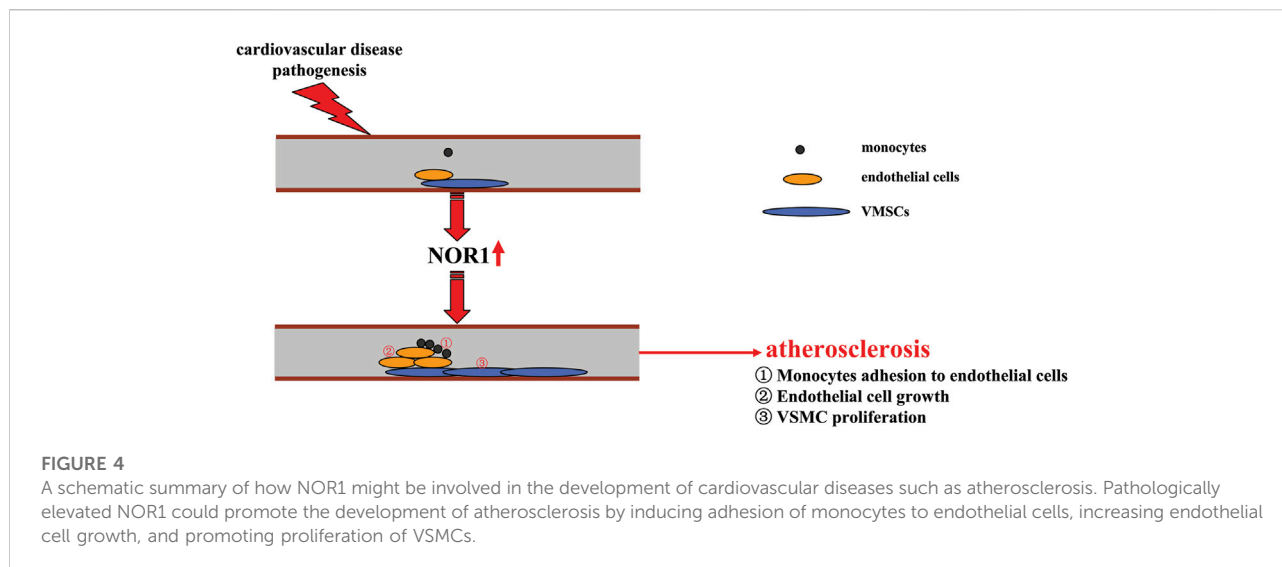 cardiovascular disease
pathogenesis
monocytes
endothelial cells
VMSCs
NOR1
①
②
③
atherosclerosis
① Monocytes adhesion to endothelial cells
② Endothelial cell growth
③ VSMC proliferation
FIGURE 4
A schematic summary of how NOR1 might be involved in the development of cardiovascular diseases such as atherosclerosis. Pathologically
elevated NOR1 could promote the development of atherosclerosis by inducing adhesion of monocytes to endothelial cells, increasing endothelial
cell growth, and promoting proliferation of VSMCs.